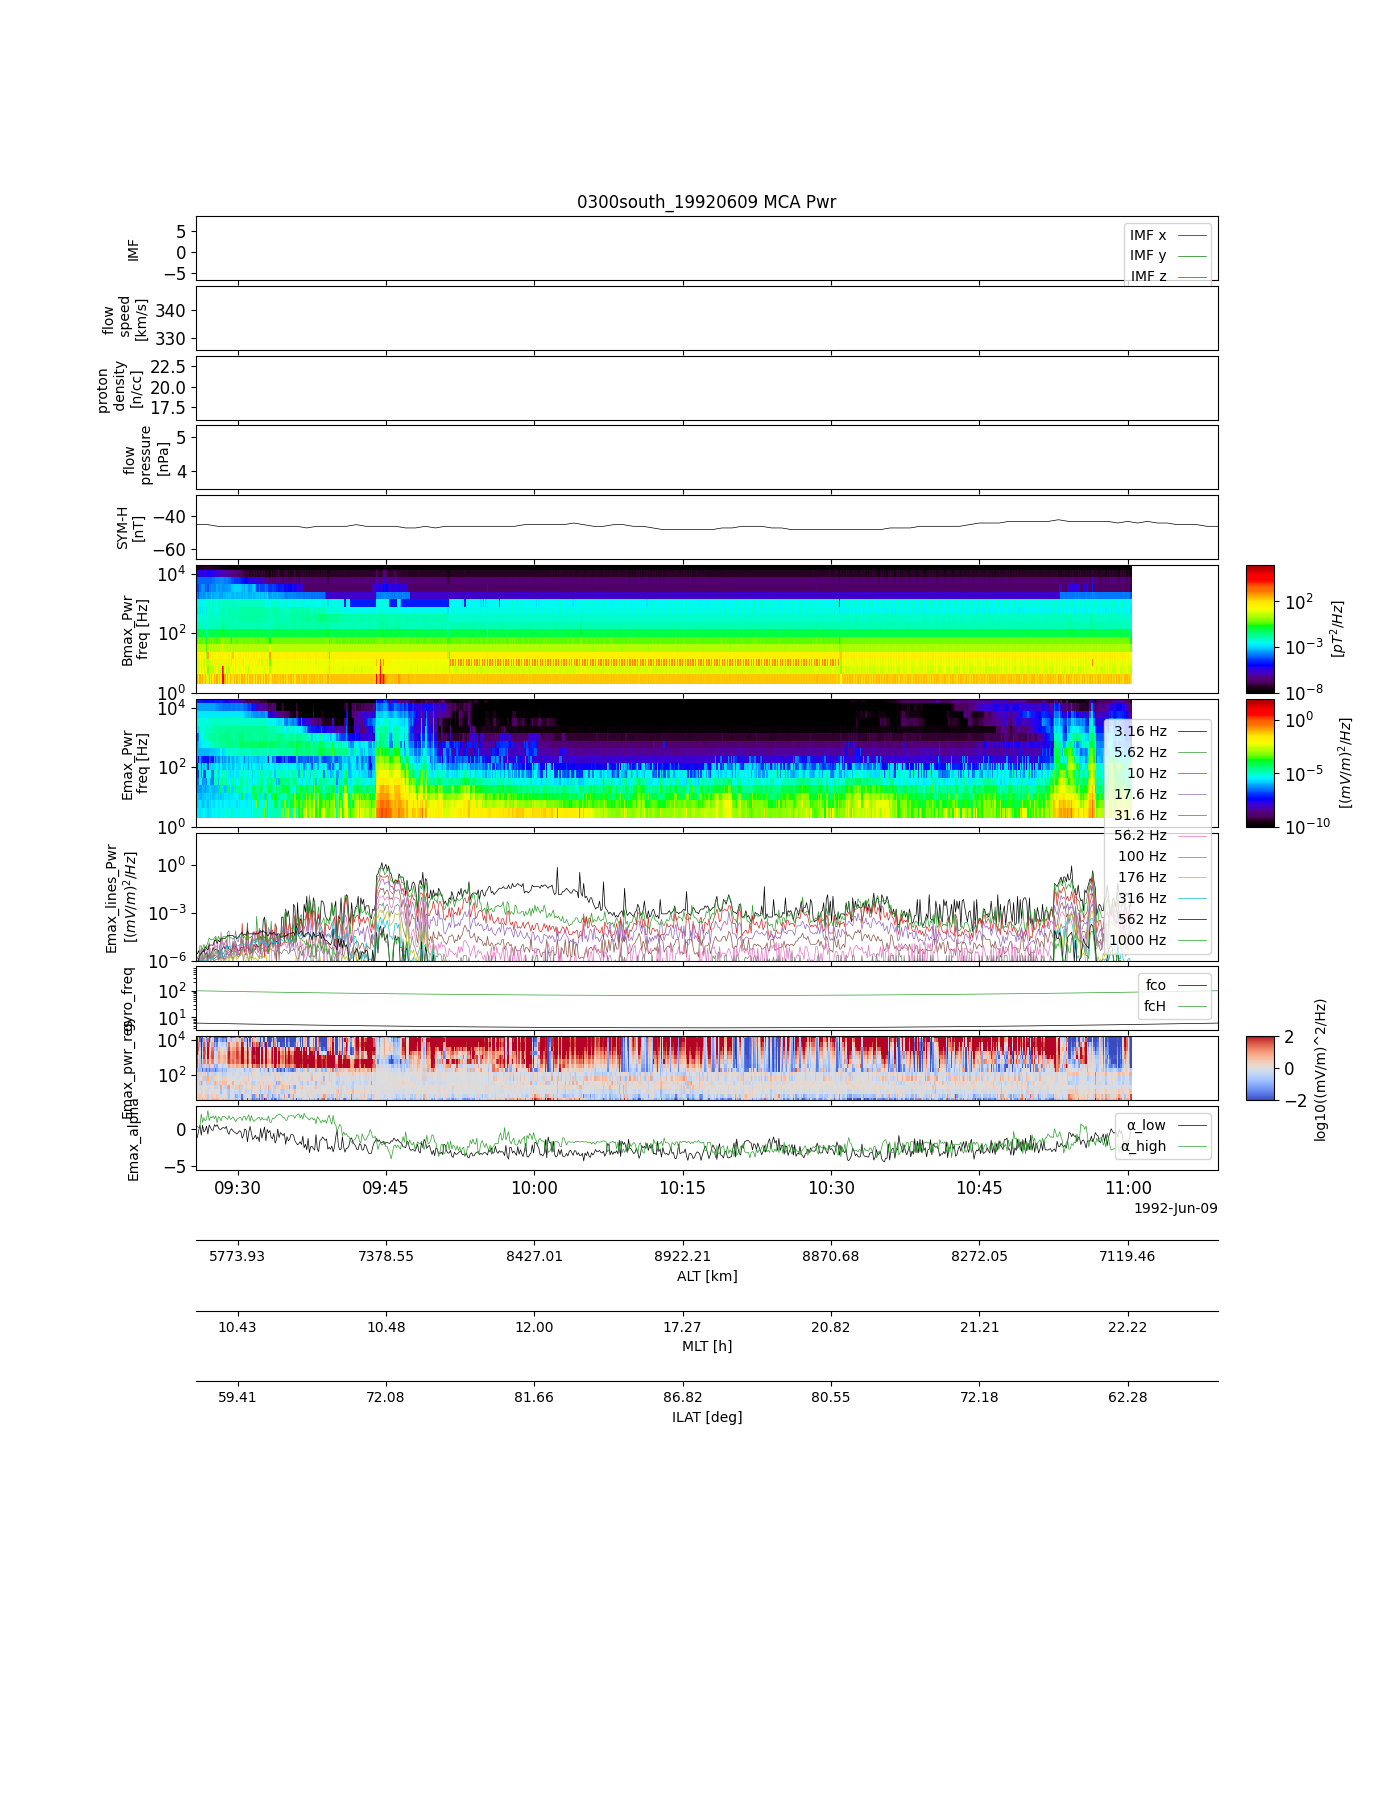 0300south_19920609 MCA Pwr
IMF
5
0
−5
IMF x
IMF y
IMF z
flow
speed
[km/s]
340
330
proton
density
[n/cc]
22.5
20.0
17.5
flow
pressure
[nPa]
5
4
SYM-H
[nT]
−40
−60
Bmax_Pwr
freq [Hz]
10^4
10^2
10^0
10^2
10^−3
10^−8
[pT^2/Hz]
Emax_Pwr
freq [Hz]
10^4
10^2
10^0
10^0
10^−5
10^−10
[(mV/m)^2/Hz]
3.16 Hz
5.62 Hz
10 Hz
17.6 Hz
31.6 Hz
56.2 Hz
100 Hz
176 Hz
316 Hz
562 Hz
1000 Hz
Emax_lines_Pwr
[(mV/m)^2/Hz]
10^0
10^−3
10^−6
gyro_freq
10^2
10^1
fco
fcH
Emax_pwr_reg
10^4
10^2
2
0
−2
log10((mV/m)^2/Hz)
Emax_alpha
0
−5
α_low
α_high
09:30 09:45 10:00 10:15 10:30 10:45 11:00
1992-Jun-09
5773.93 7378.55 8427.01 8922.21 8870.68 8272.05 7119.46
ALT [km]
10.43 10.48 12.00 17.27 20.82 21.21 22.22
MLT [h]
59.41 72.08 81.66 86.82 80.55 72.18 62.28
ILAT [deg]